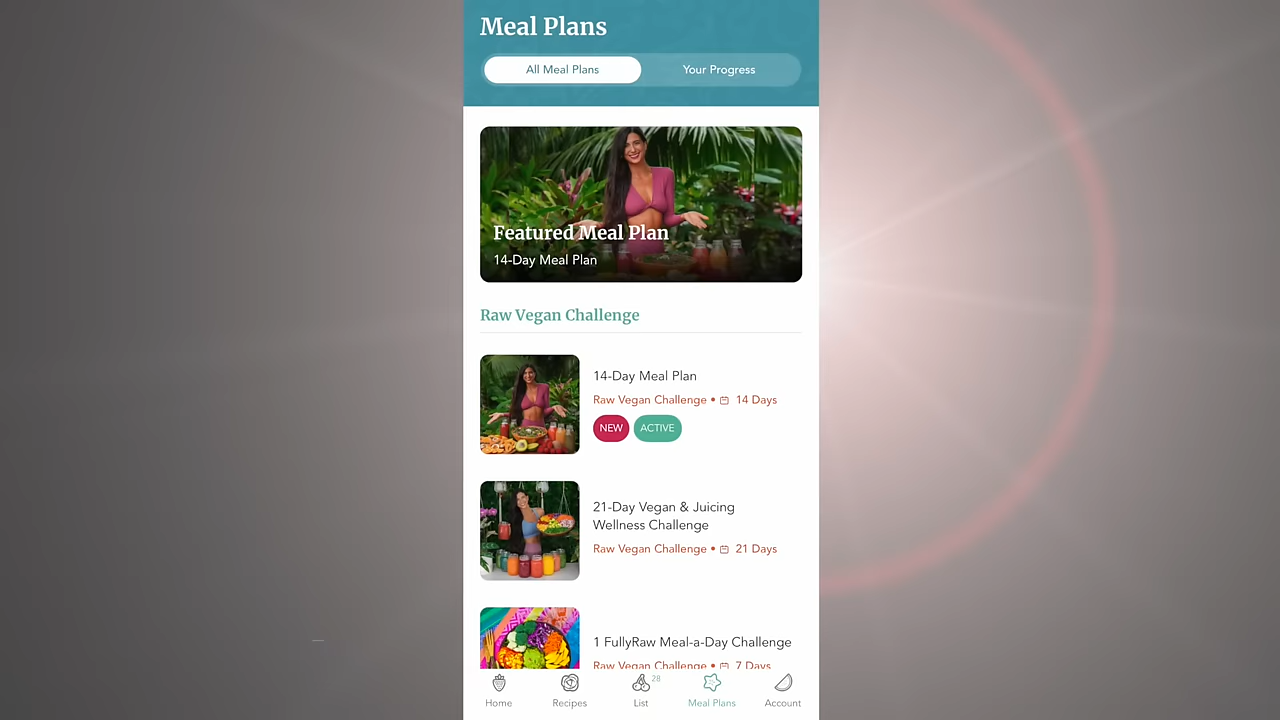 Meal Plans
All Meal Plans
Your Progress
Featured Meal Plan
14-Day Meal Plan
Raw Vegan Challenge
14-Day Meal Plan
Raw Vegan Challenge • 14 Days
NEW ACTIVE
21-Day Vegan & Juicing
Wellness Challenge
Raw Vegan Challenge • 21 Days
1 FullyRaw Meal-a-Day Challenge
Raw Vegan Challenge • 7 Days
28
Home
Recipes
List
Meal Plans
Account